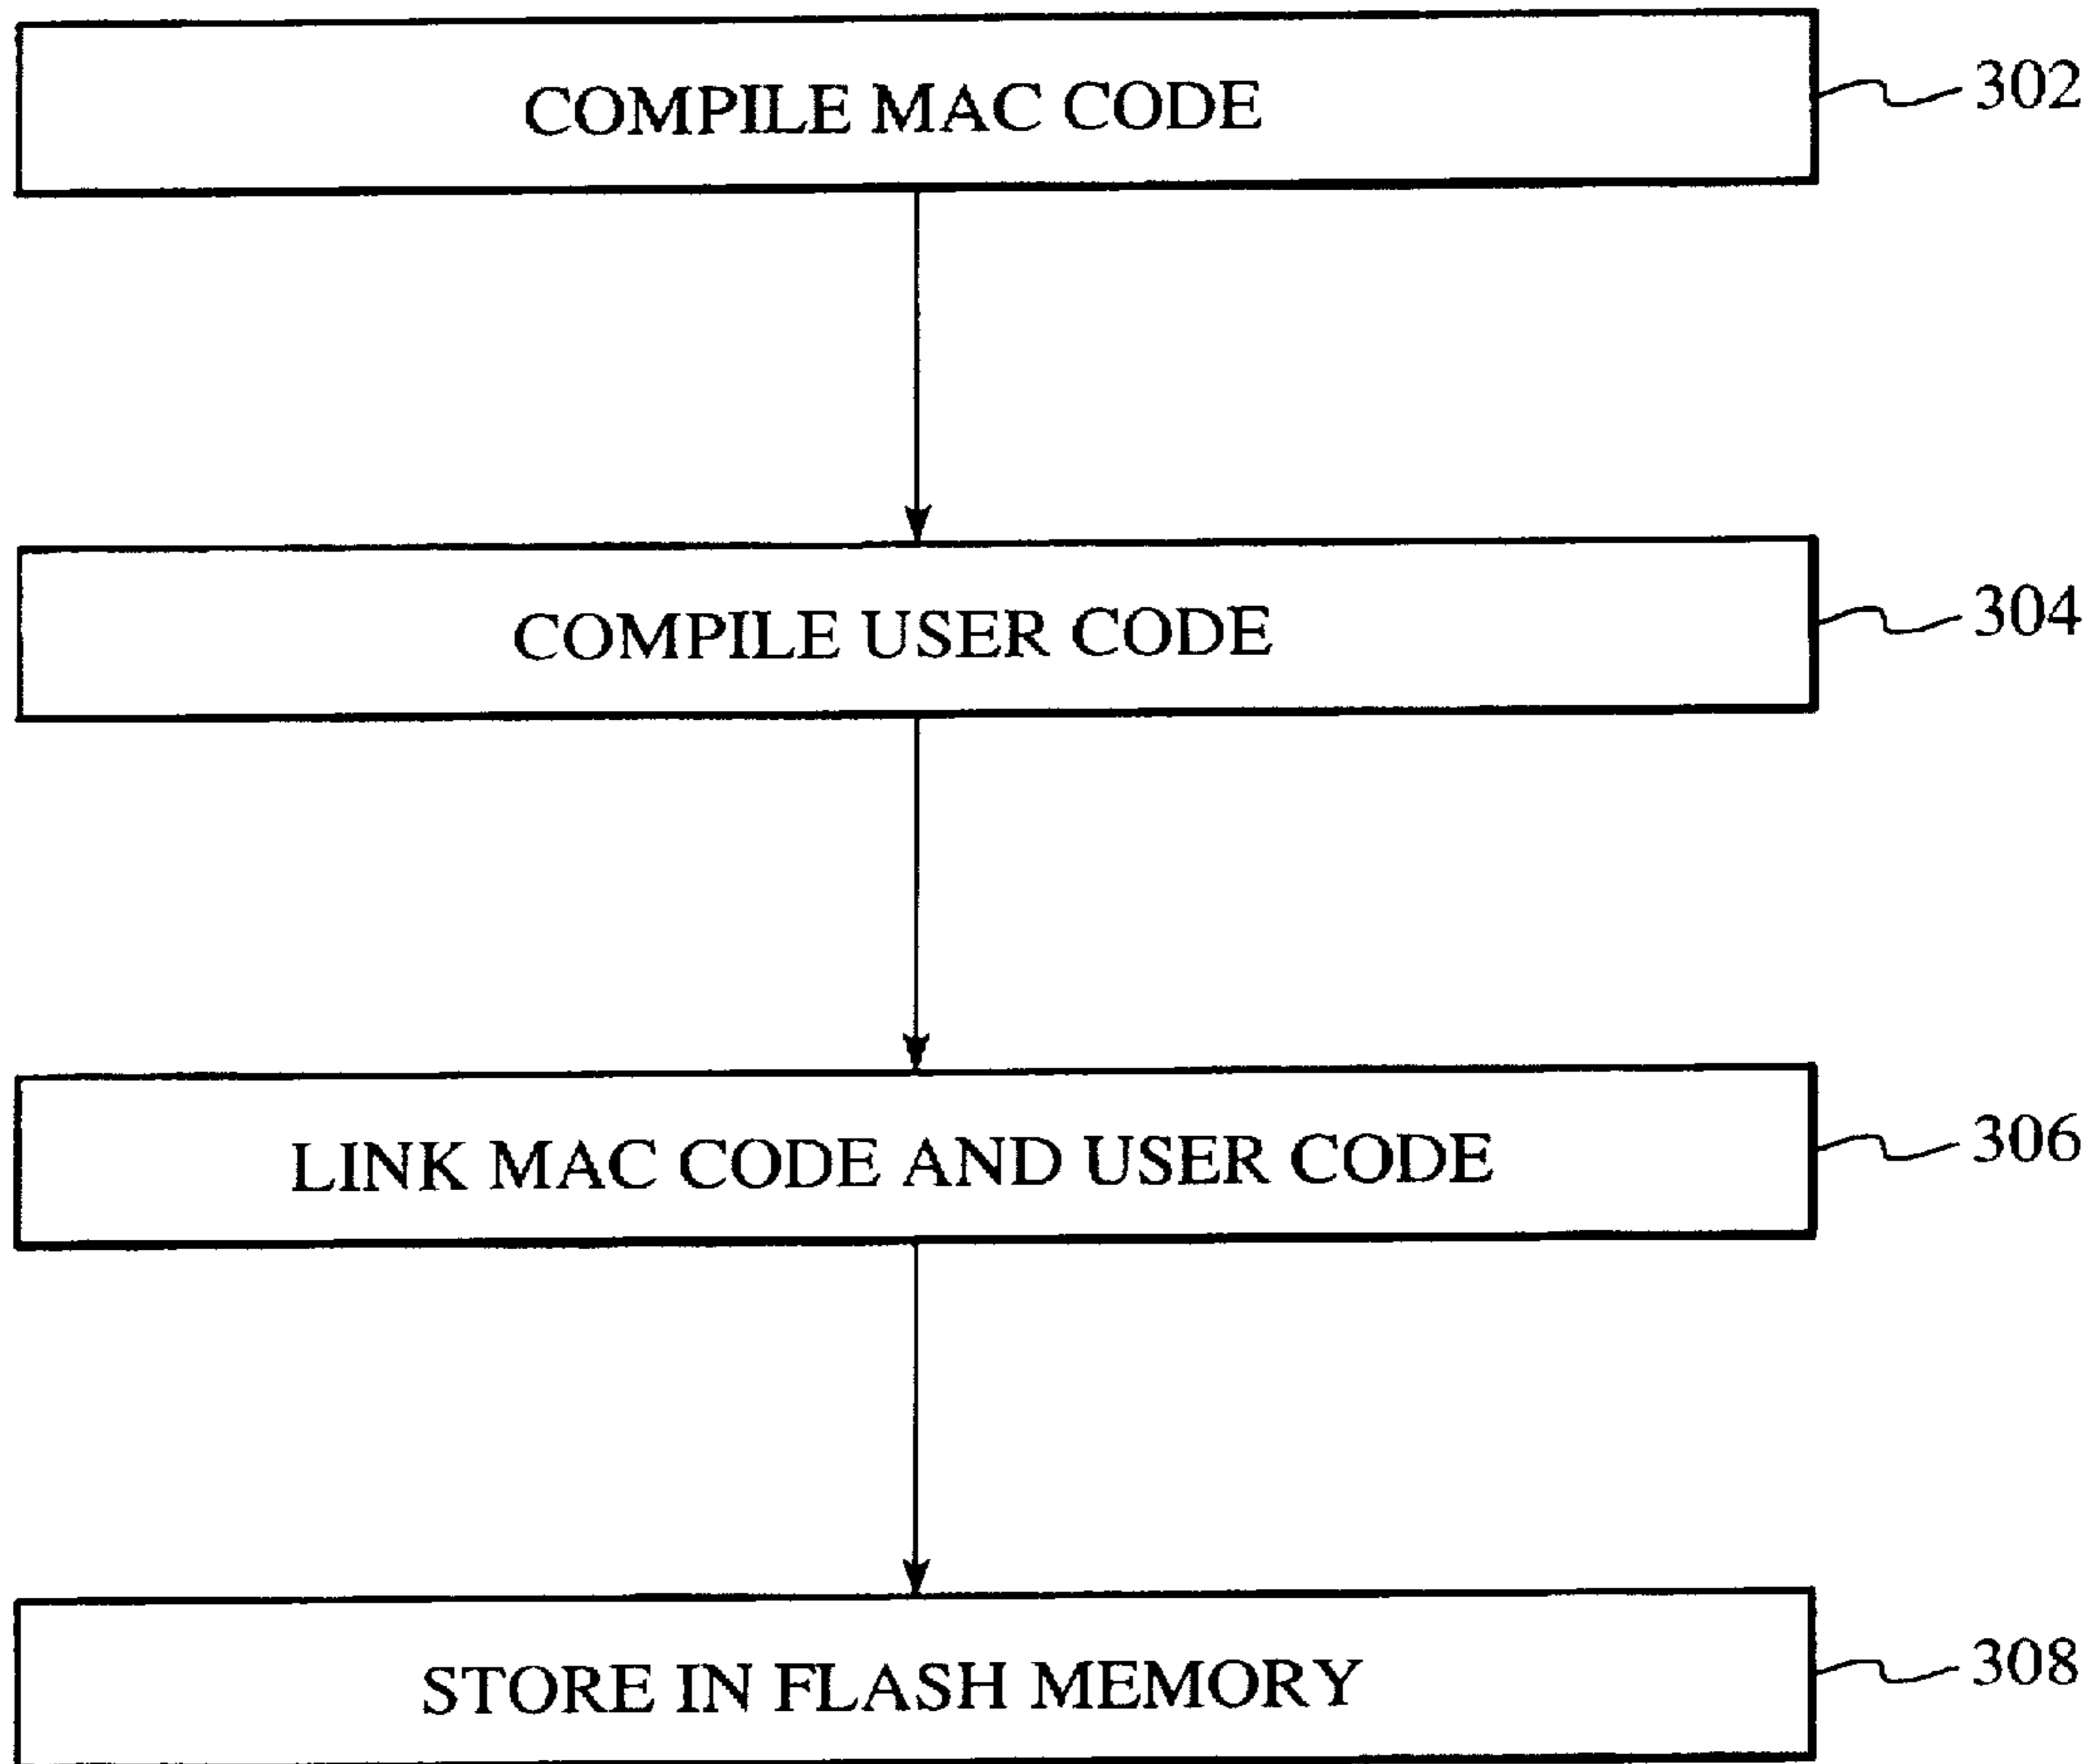 COMPILE MAC CODE
302
COMPILE USER CODE
304
LINK MAC CODE AND USER CODE
306
STORE IN FLASH MEMORY
308